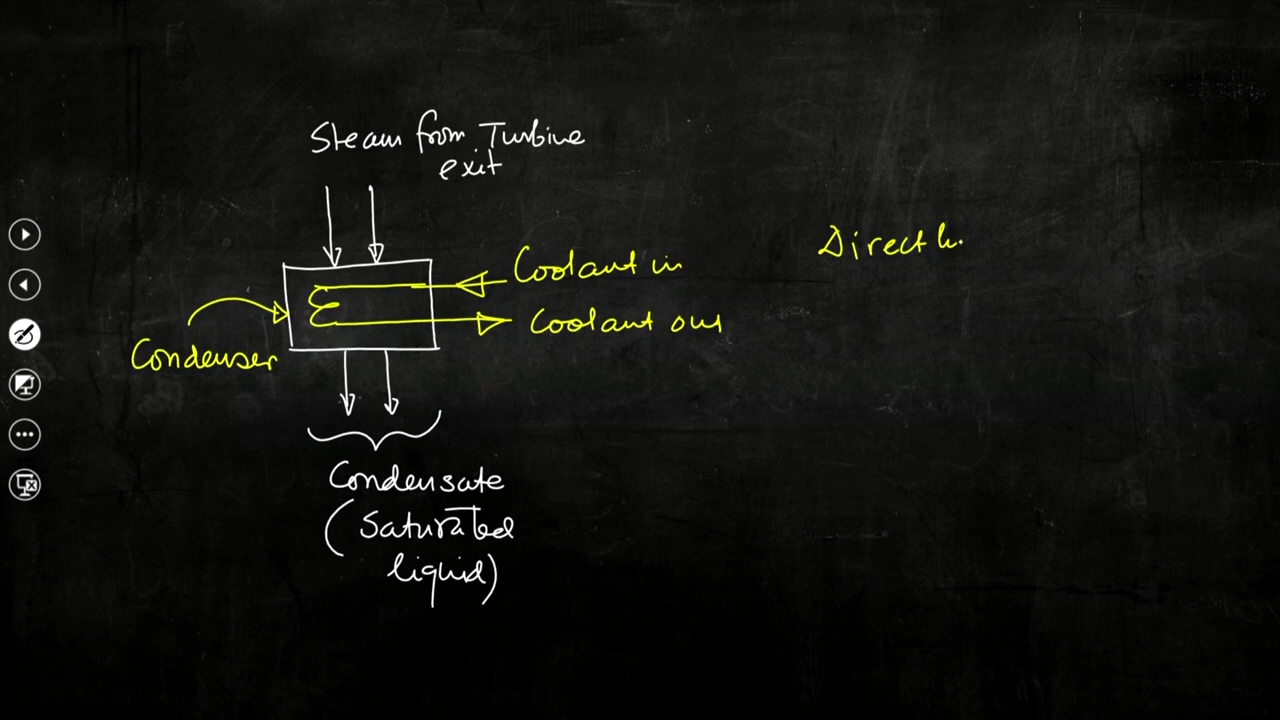 Steam from Turbine
exit
Coolant in
Coolant out
Condenser
Condensate
(saturated
liquid)
Direct